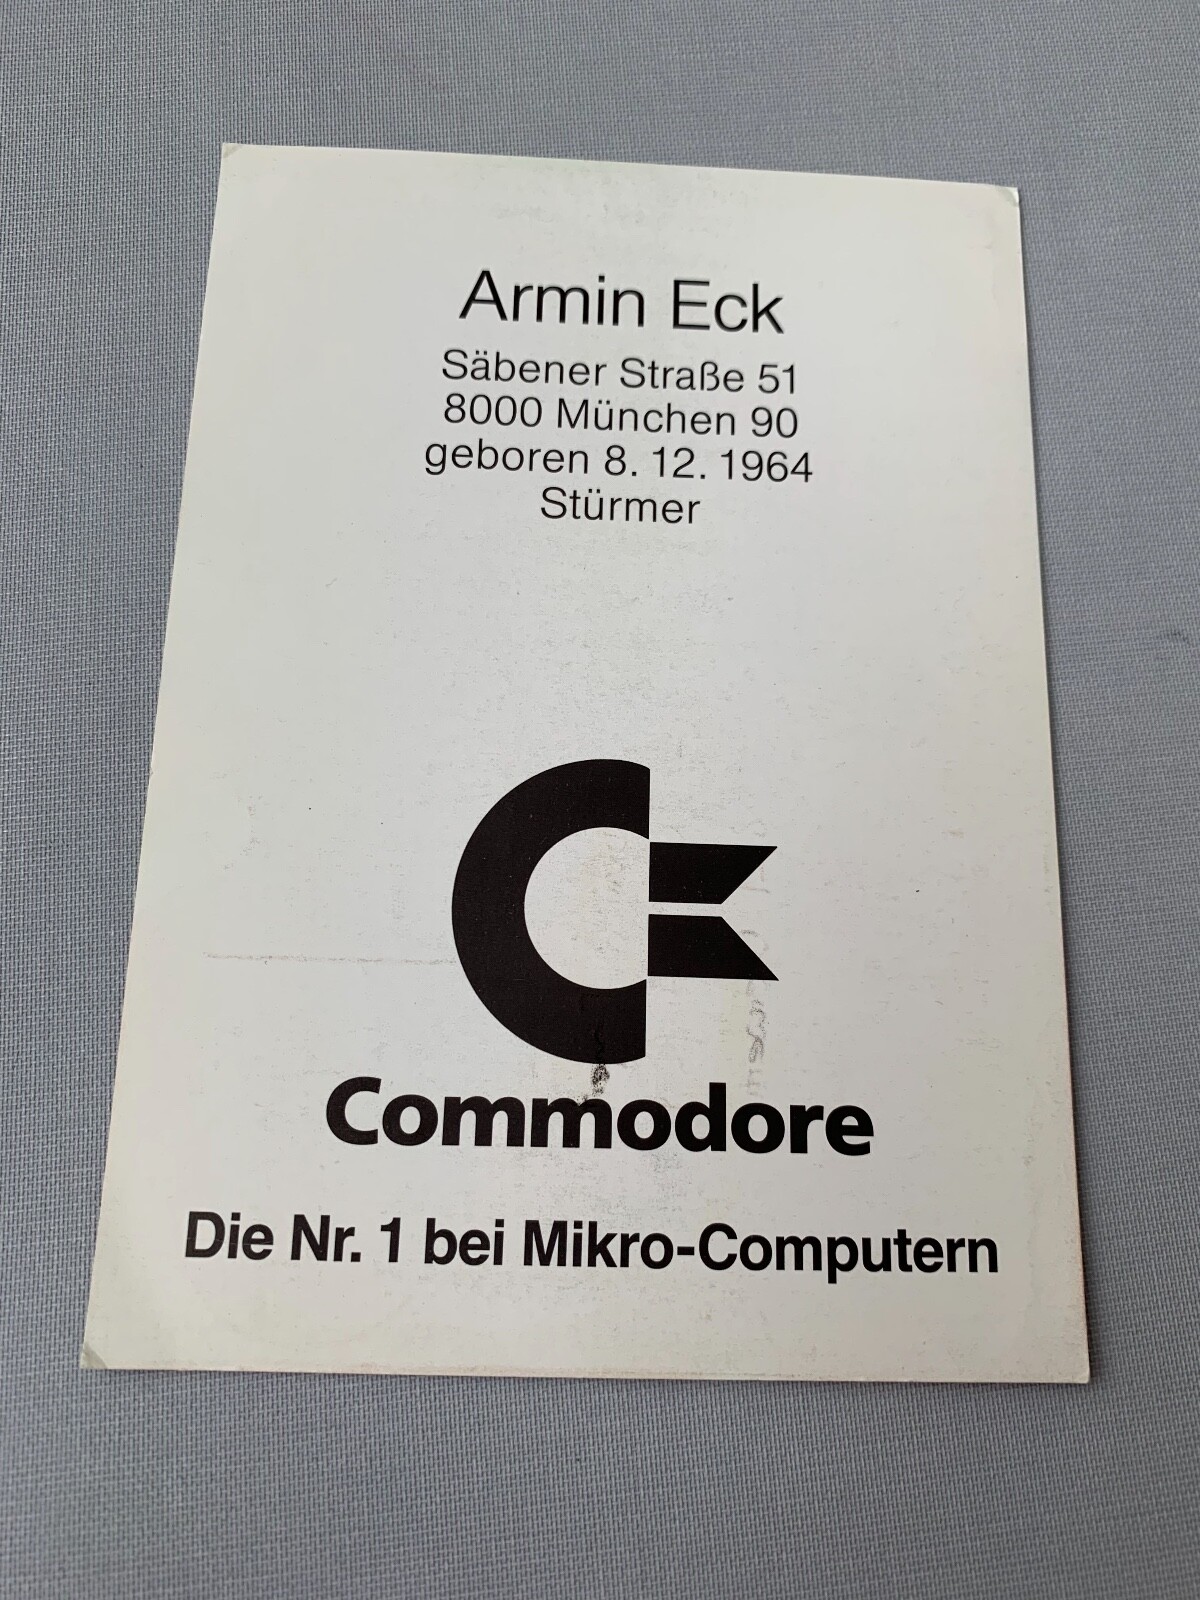 Armin Eck
Säbener Straße 51
8000 München 90
geboren 8. 12. 1964
Stürmer
Commodore
Die Nr. 1 bei Mikro-Computern